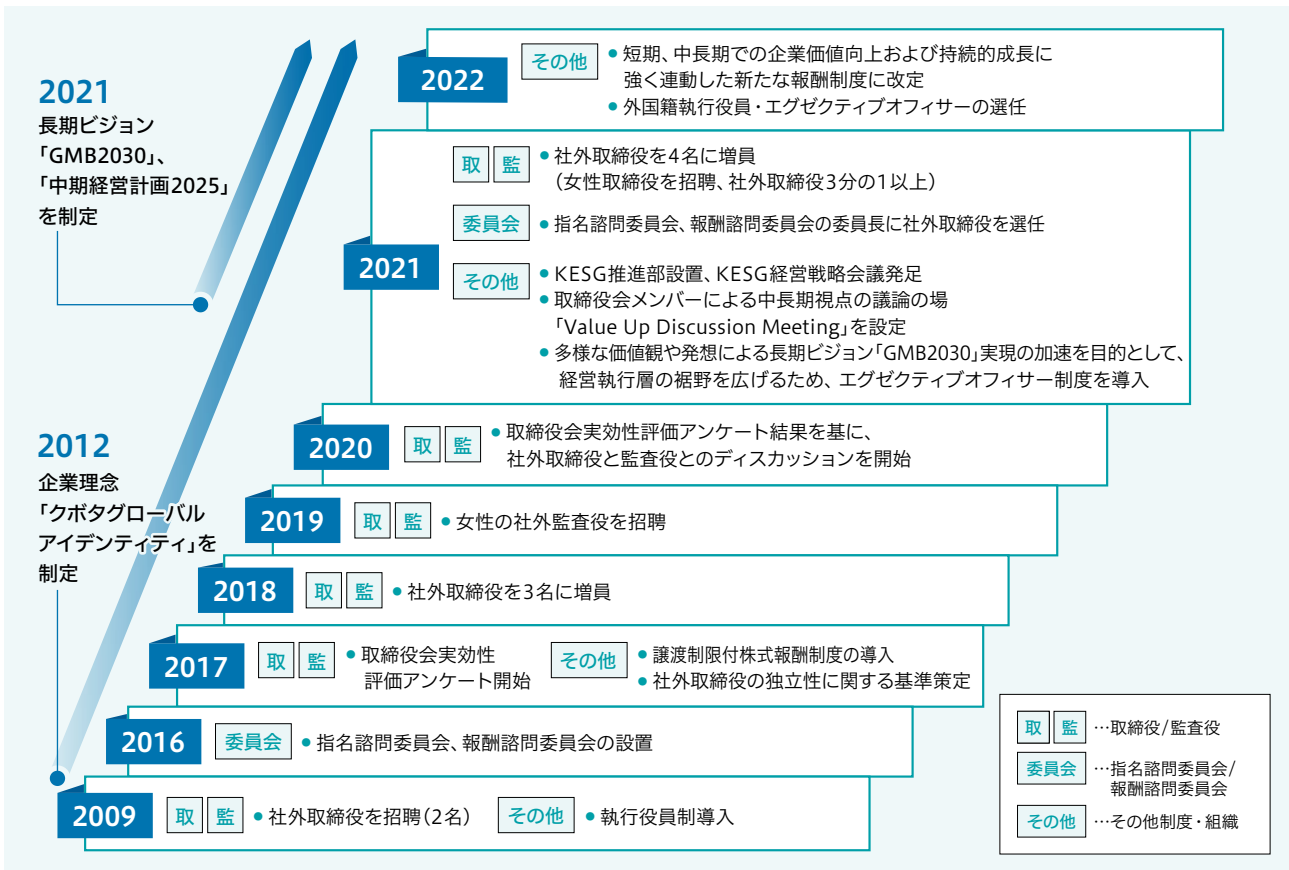 2021
長期ビジョン
「GMB2030」、
「中期経営計画2025」
を制定
2012
企業理念
「クボタグローバル
アイデンティティ」を
制定
2022
その他
●短期、中長期での企業価値向上および持続的成長に
強く連動した新たな報酬制度に改定
●外国籍執行役員・エグゼクティブオフィサーの選任
2021
取 監
●社外取締役を4名に増員
（女性取締役を招聘、社外取締役3分の1以上）
委員会
●指名諮問委員会、報酬諮問委員会の委員長に社外取締役を選任
その他
●KESG推進部設置、KESG経営戦略会議発足
●取締役会メンバーによる中長期視点の議論の場
「Value Up Discussion Meeting」を設定
●多様な価値観や発想による長期ビジョン「GMB2030」実現の加速を目的として、
経営執行層の裾野を広げるため、エグゼクティブオフィサー制度を導入
2020
取 監
●取締役会実効性評価アンケート結果を基に、
社外取締役と監査役とのディスカッションを開始
2019
取 監
●女性の社外監査役を招聘
2018
取 監
●社外取締役を3名に増員
2017
取 監
●取締役会実効性
評価アンケート開始
その他
●譲渡制限付株式報酬制度の導入
●社外取締役の独立性に関する基準策定
2016
委員会
●指名諮問委員会、報酬諮問委員会の設置
2009
取 監
●社外取締役を招聘（2名）
その他
●執行役員制導入
取 監 …取締役/監査役
委員会 …指名諮問委員会/
報酬諮問委員会
その他 …その他制度・組織